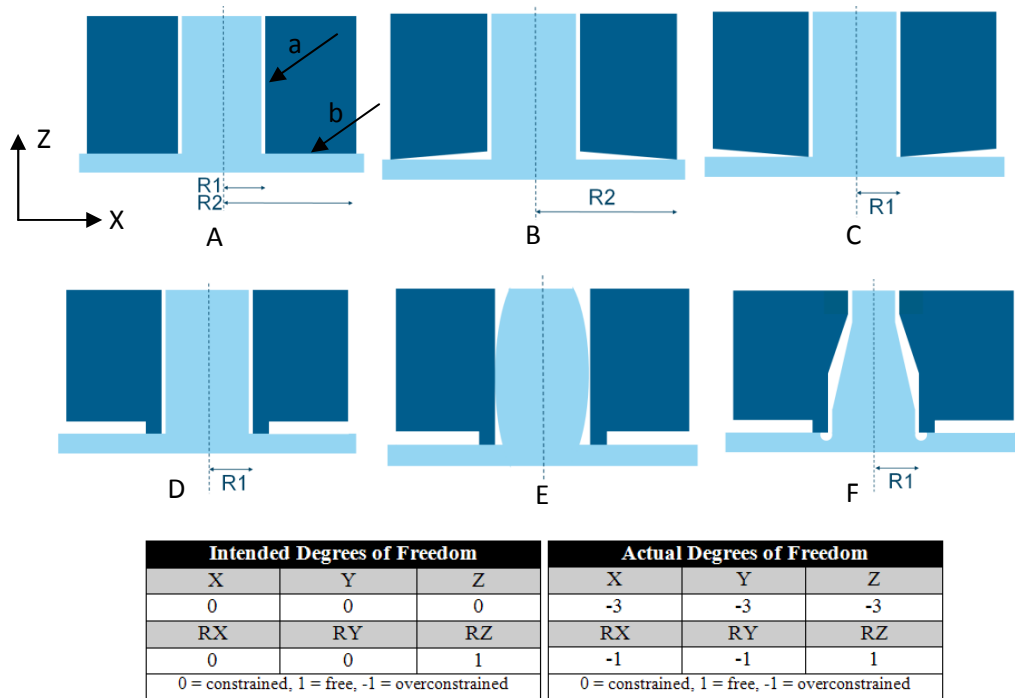 a
b
Z
X
R1
R2
A
R2
B
R1
C
R1
D
E
R1
F
Intended Degrees of Freedom
X Y Z
0 0 0
RX RY RZ
0 0 1
0 = constrained, 1 = free, -1 = overconstrained
Actual Degrees of Freedom
X Y Z
-3 -3 -3
RX RY RZ
-1 -1 1
0 = constrained, 1 = free, -1 = overconstrained